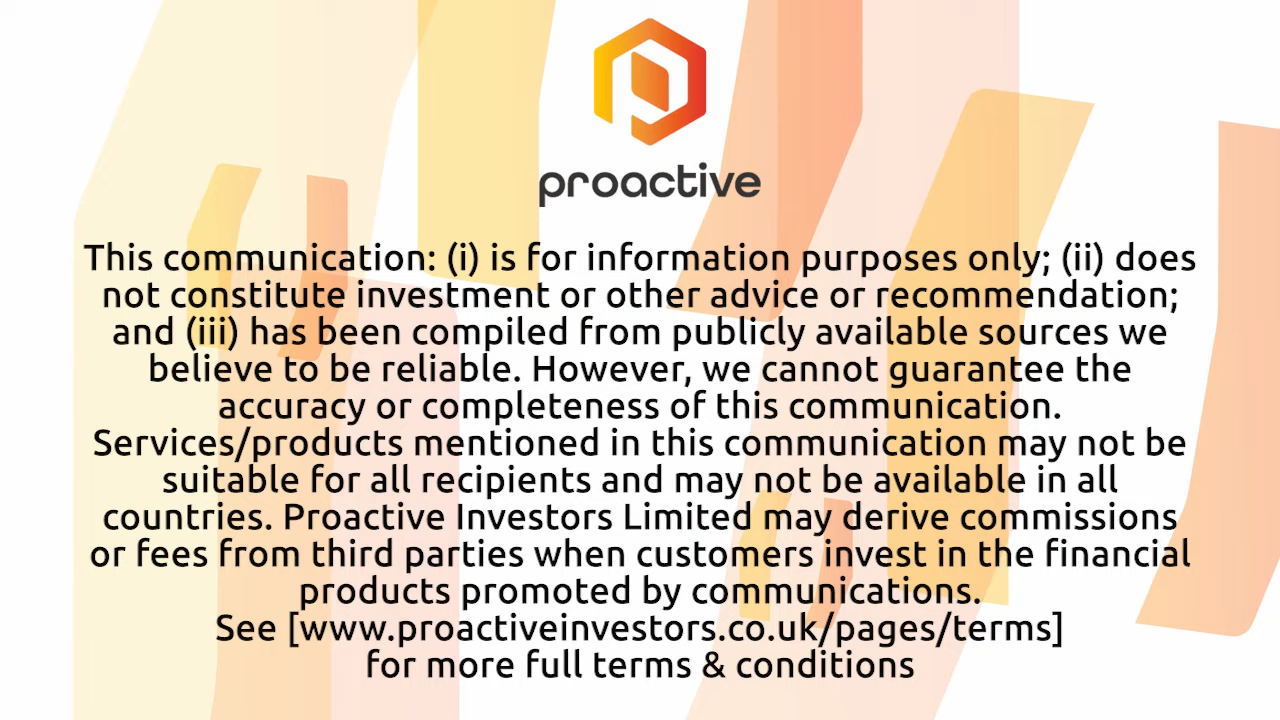 proactive
This communication: (i) is for information purposes only; (ii) does
not constitute investment or other advice or recommendation;
and (iii) has been compiled from publicly available sources we
believe to be reliable. However, we cannot guarantee the
accuracy or completeness of this communication.
Services/products mentioned in this communication may not be
suitable for all recipients and may not be available in all
countries. Proactive Investors Limited may derive commissions
or fees from third parties when customers invest in the financial
products promoted by communications.
See [www.proactiveinvestors.co.uk/pages/terms]
for more full terms & conditions